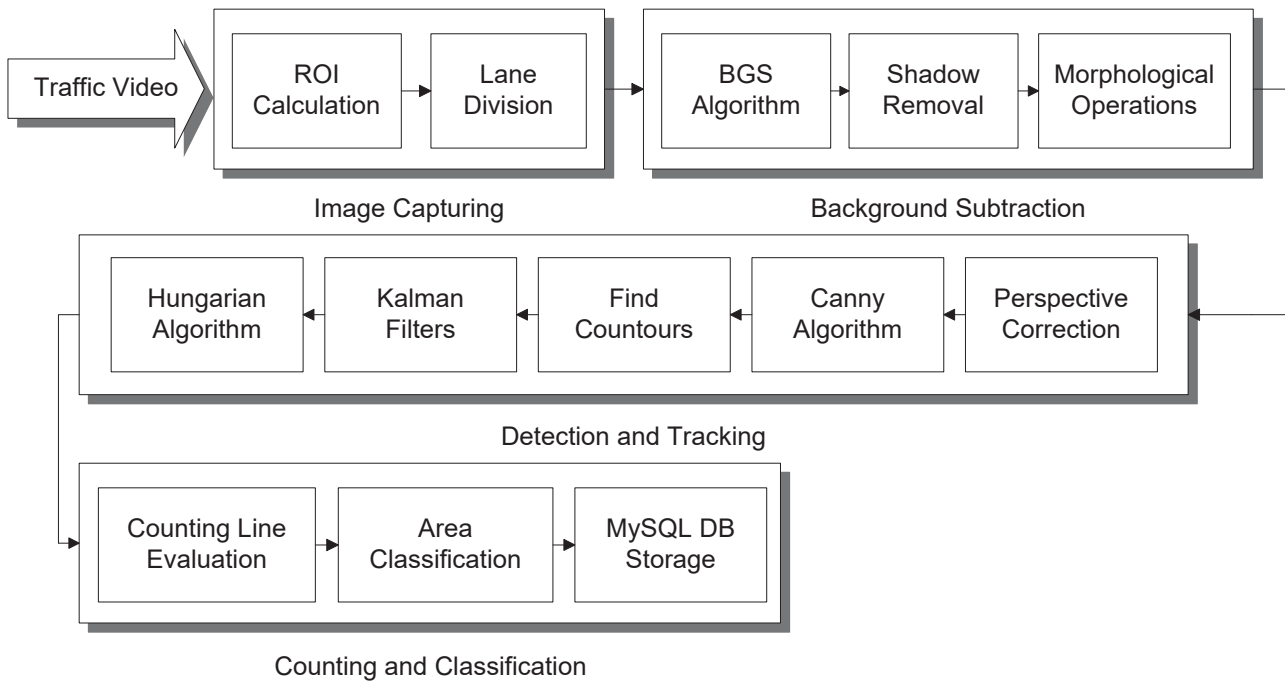 Traffic Video
ROI
Calculation
Lane
Division
BGS
Algorithm
Shadow
Removal
Morphological
Operations
Image Capturing
Background Subtraction
Hungarian
Algorithm
Kalman
Filters
Find
Countours
Canny
Algorithm
Perspective
Correction
Detection and Tracking
Counting Line
Evaluation
Area
Classification
MySQL DB
Storage
Counting and Classification